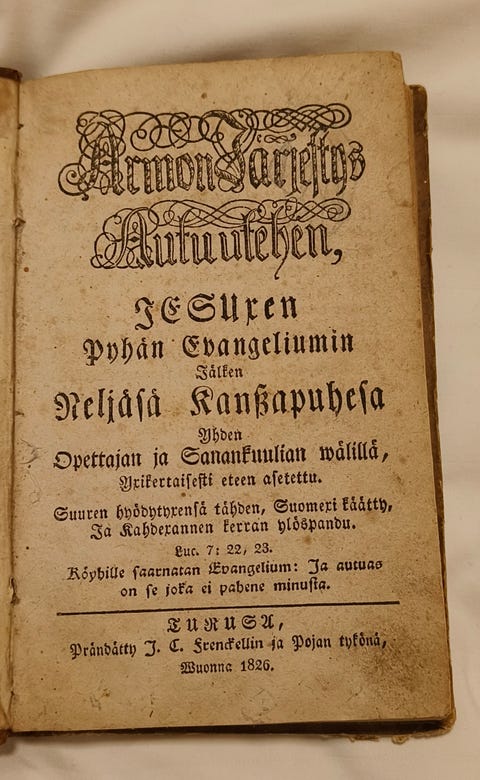 Armon Järjestys
Autuutehen,
JESUxen
Pyhän Evangeliumin
Jälken
Neljäsä Kanßapuhesa
Yhden
Opettajan ja Sanankuulian wälillä,
Yxikertaisesti eteen asetettu.
Suuren hyödytyxensä tähden, Suomexi käätty,
Ja Kahdexannen kerran ylöspandu.
Luc. 7: 22, 23.
Köyhille saarnatan Evangelium: Ja autuas
on se joka ei pahene minusta.
TURUSA,
Prändätty J. C. Frenckellin ja Pojan tykönä,
Wuonna 1826.